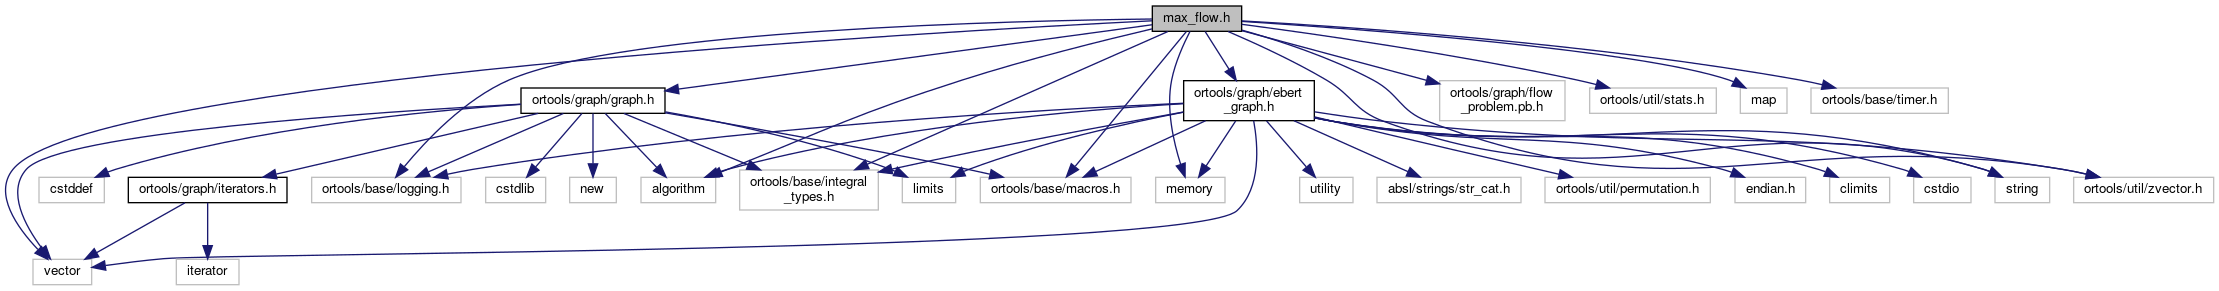 max_flow.h
ortools/graph/graph.h
ortools/graph/ebert
_graph.h
ortools/graph/flow
_problem.pb.h
ortools/util/stats.h
map
ortools/base/timer.h
cstddef
ortools/graph/iterators.h
ortools/base/logging.h
cstdlib
new
algorithm
ortools/base/integral
_types.h
limits
ortools/base/macros.h
memory
utility
absl/strings/str_cat.h
ortools/util/permutation.h
endian.h
climits
cstdio
string
ortools/util/zvector.h
vector
iterator